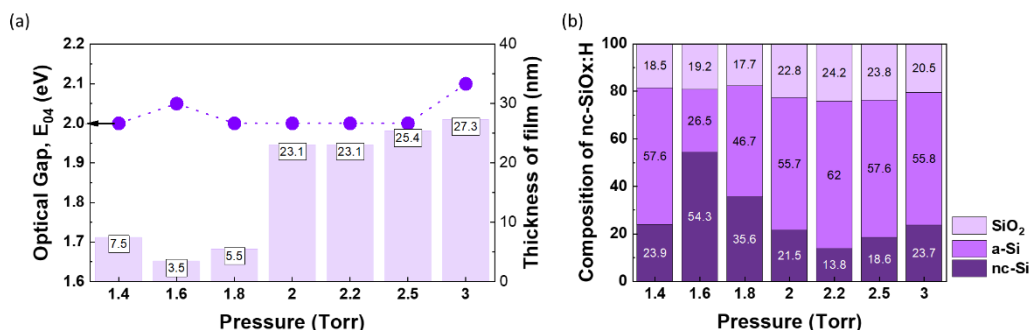 (a)
Optical Gap, E04 (eV)
2.2
2.1
2.0
1.9
1.8
1.7
1.6
7.5
3.5
5.5
23.1
23.1
25.4
27.3
40
30
20
10
0
Thickness of film (nm)
1.4 1.6 1.8 2 2.2 2.5 3
Pressure (Torr)
(b)
Composition of nc-SiOx:H
100
80
60
40
20
0
18.5 19.2 17.7 22.8 24.2 23.8 20.5
57.6 26.5 46.7 55.7 62 57.6 55.8
23.9 54.3 35.6 21.5 13.8 18.6 23.7
1.4 1.6 1.8 2 2.2 2.5 3
Pressure (Torr)
SiO2
a-Si
nc-Si